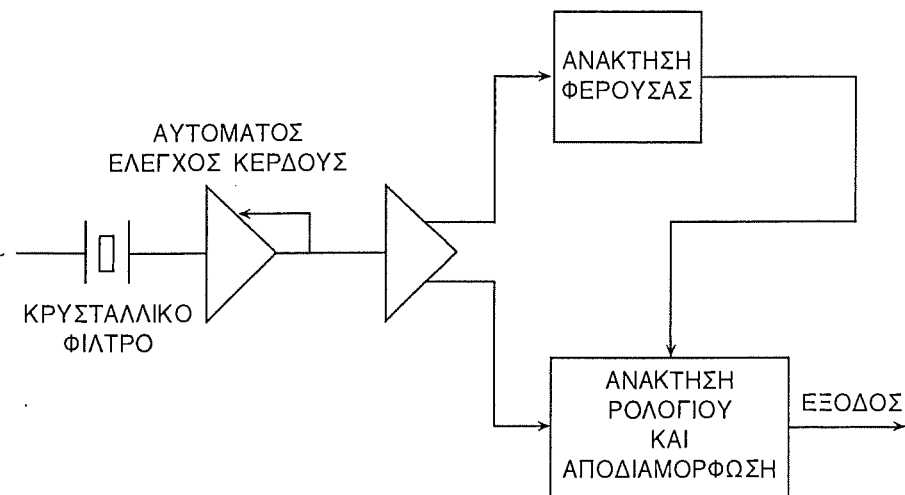 ΑΝΑΚΤΗΣΗ
ΦΕΡΟΥΣΑΣ
ΑΥΤΟΜΑΤΟΣ
ΕΛΕΓΧΟΣ ΚΕΡΔΟΥΣ
ΚΡΥΣΤΑΛΛΙΚΟ
ΦΙΛΤΡΟ
ΑΝΑΚΤΗΣΗ
ΡΟΛΟΓΙΟΥ
ΚΑΙ
ΑΠΟΔΙΑΜΟΡΦΩΣΗ
ΕΞΟΔΟΣ